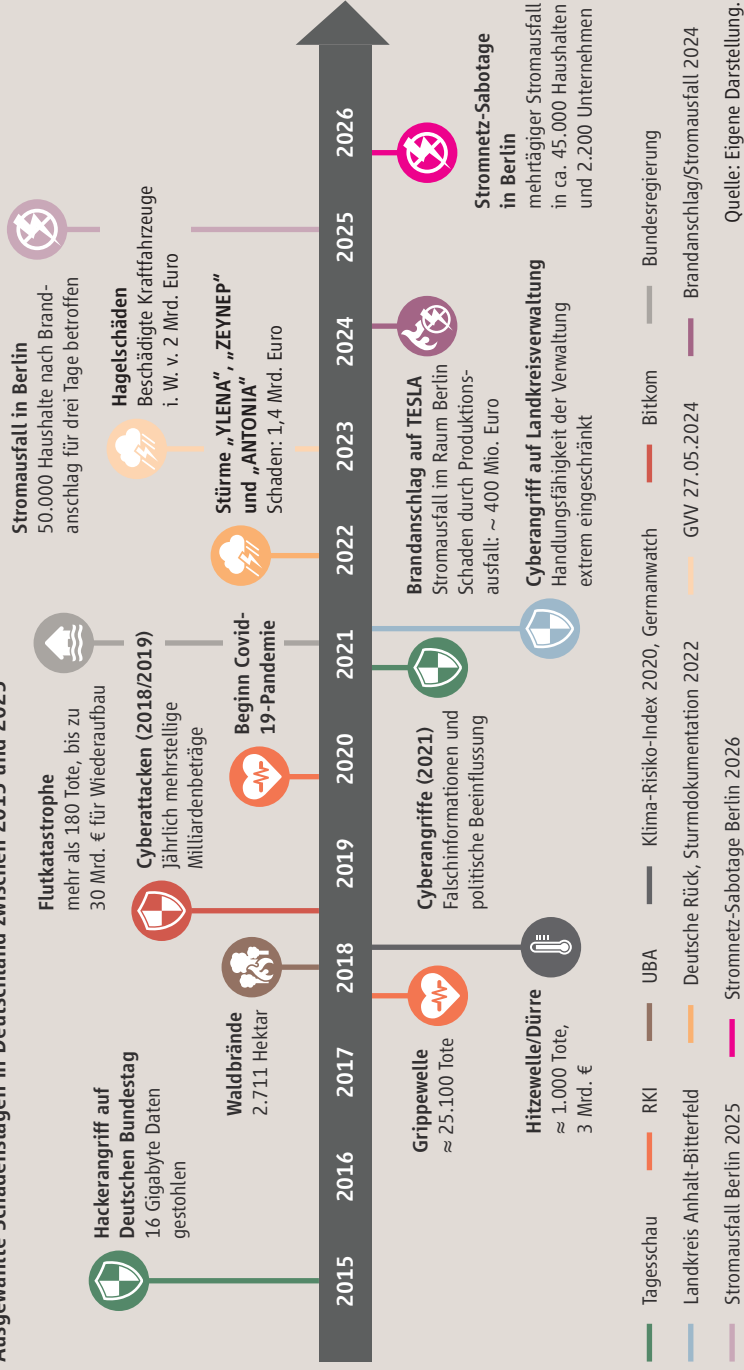 Ausgewählte Schadenslagen in Deutschland zwischen 2015 und 2025
Hackerangriff auf
Deutschen Bundestag
16 Gigabyte Daten
gestohlen
Waldbrände
2.711 Hektar
Flutkatastrophe
mehr als 180 Tote, bis zu
30 Mrd. € für Wiederaufbau
Cyberattacken (2018/2019)
Jährlich mehrstellige
Milliardenbeträge
Beginn Covid-
19-Pandemie
Stromausfall in Berlin
50.000 Haushalte nach Brand-
anschlag für drei Tage betroffen
Hagelschäden
Beschädigte Kraftfahrzeuge
i. W. v. 2 Mrd. Euro
Stürme „YLENA“, „ZEYNEP“
und „ANTONIA“
Schaden: 1,4 Mrd. Euro
2015 2016 2017 2018 2019 2020 2021 2022 2023 2024 2025 2026
Grippewelle
≈ 25.100 Tote
Hitzewelle/Dürre
≈ 1.000 Tote,
3 Mrd. €
Cyberangriffe (2021)
Falschinformationen und
politische Beeinflussung
Brandanschlag auf TESLA
Stromausfall im Raum Berlin
Schaden durch Produktions-
ausfall: ~ 400 Mio. Euro
Cyberangriff auf Landkreisverwaltung
Handlungsfähigkeit der Verwaltung
extrem eingeschränkt
Stromnetz-Sabotage
in Berlin
mehrtägiger Stromausfall
in ca. 45.000 Haushalten
und 2.200 Unternehmen
Tagesschau RKI UBA Klima-Risiko-Index 2020, Germanwatch Bitkom Bundesregierung
Landkreis Anhalt-Bitterfeld Deutsche Rück, Sturmdokumentation 2022 GVV 27.05.2024 Brandanschlag/Stromausfall 2024
Stromausfall Berlin 2025 Stromnetz-Sabotage Berlin 2026 Quelle: Eigene Darstellung.